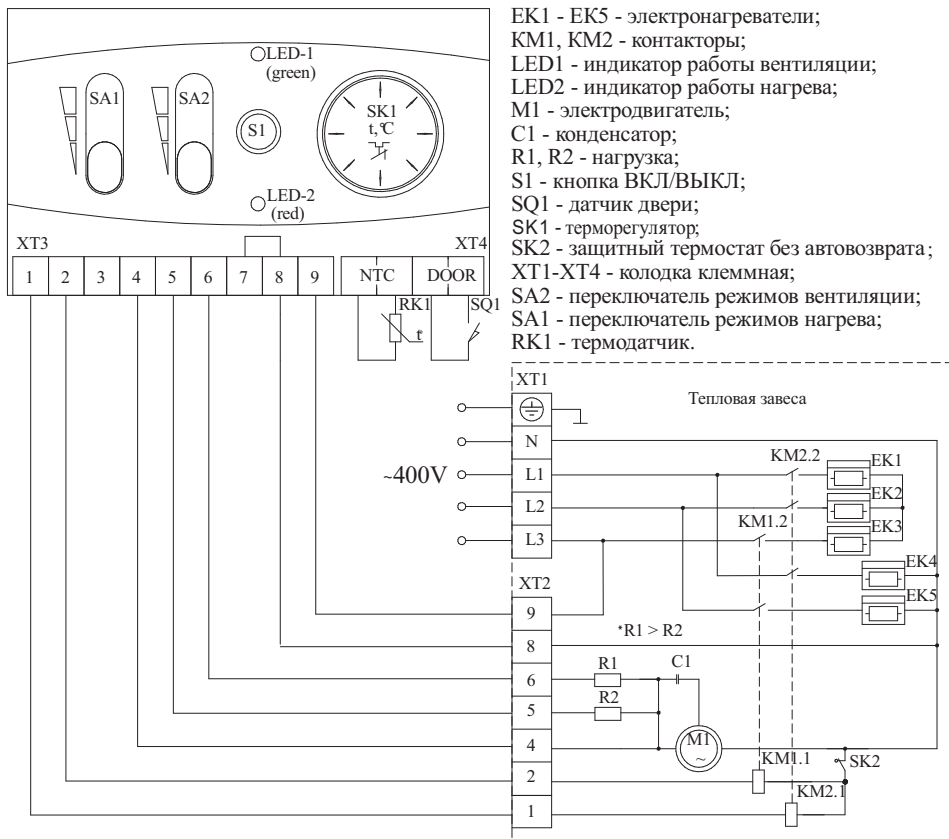 LED-1
(green)
SA1
SA2
S1
SK1
t,°C
LED-2
(red)
XT3
XT4
1 2 3 4 5 6 7 8 9
NTC DOOR
RK1
t°
SQ1
EK1 - EK5 - электронагреватели;
КМ1, КМ2 - контакторы;
LED1 - индикатор работы вентиляции;
LED2 - индикатор работы нагрева;
М1 - электродвигатель;
С1 - конденсатор;
R1, R2 - нагрузка;
S1 - кнопка ВКЛ/ВЫКЛ;
SQ1 - датчик двери;
SK1 - терморегулятор;
SK2 - защитный термостат без автовозврата;
XT1-XT4 - колодка клеммная;
SA2 - переключатель режимов вентиляции;
SA1 - переключатель режимов нагрева;
RK1 - термодатчик.
XT1
Тепловая завеса
N
~400V
L1
L2
L3
KM2.2
EK1
EK2
KM1.2
EK3
EK4
EK5
XT2
9
8
*R1 > R2
6
R1
C1
5
R2
4
M1
~
SK2
2
KM1.1
1
KM2.1